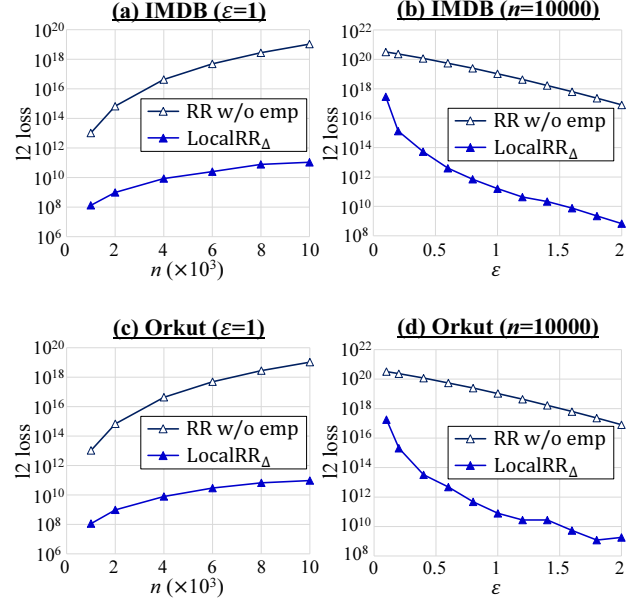 (a) IMDB (ε=1)
l2 loss
10^20
10^18
10^16
10^14
10^12
10^10
10^8
10^6
RR w/o emp
LocalRR_Δ
0 2 4 6 8 10
n (×10^3)
(b) IMDB (n=10000)
l2 loss
10^22
10^20
10^18
10^16
10^14
10^12
10^10
10^8
RR w/o emp
LocalRR_Δ
0 0.5 1 1.5 2
ε
(c) Orkut (ε=1)
l2 loss
10^20
10^18
10^16
10^14
10^12
10^10
10^8
10^6
RR w/o emp
LocalRR_Δ
0 2 4 6 8 10
n (×10^3)
(d) Orkut (n=10000)
l2 loss
10^22
10^20
10^18
10^16
10^14
10^12
10^10
10^8
RR w/o emp
LocalRR_Δ
0 0.5 1 1.5 2
ε